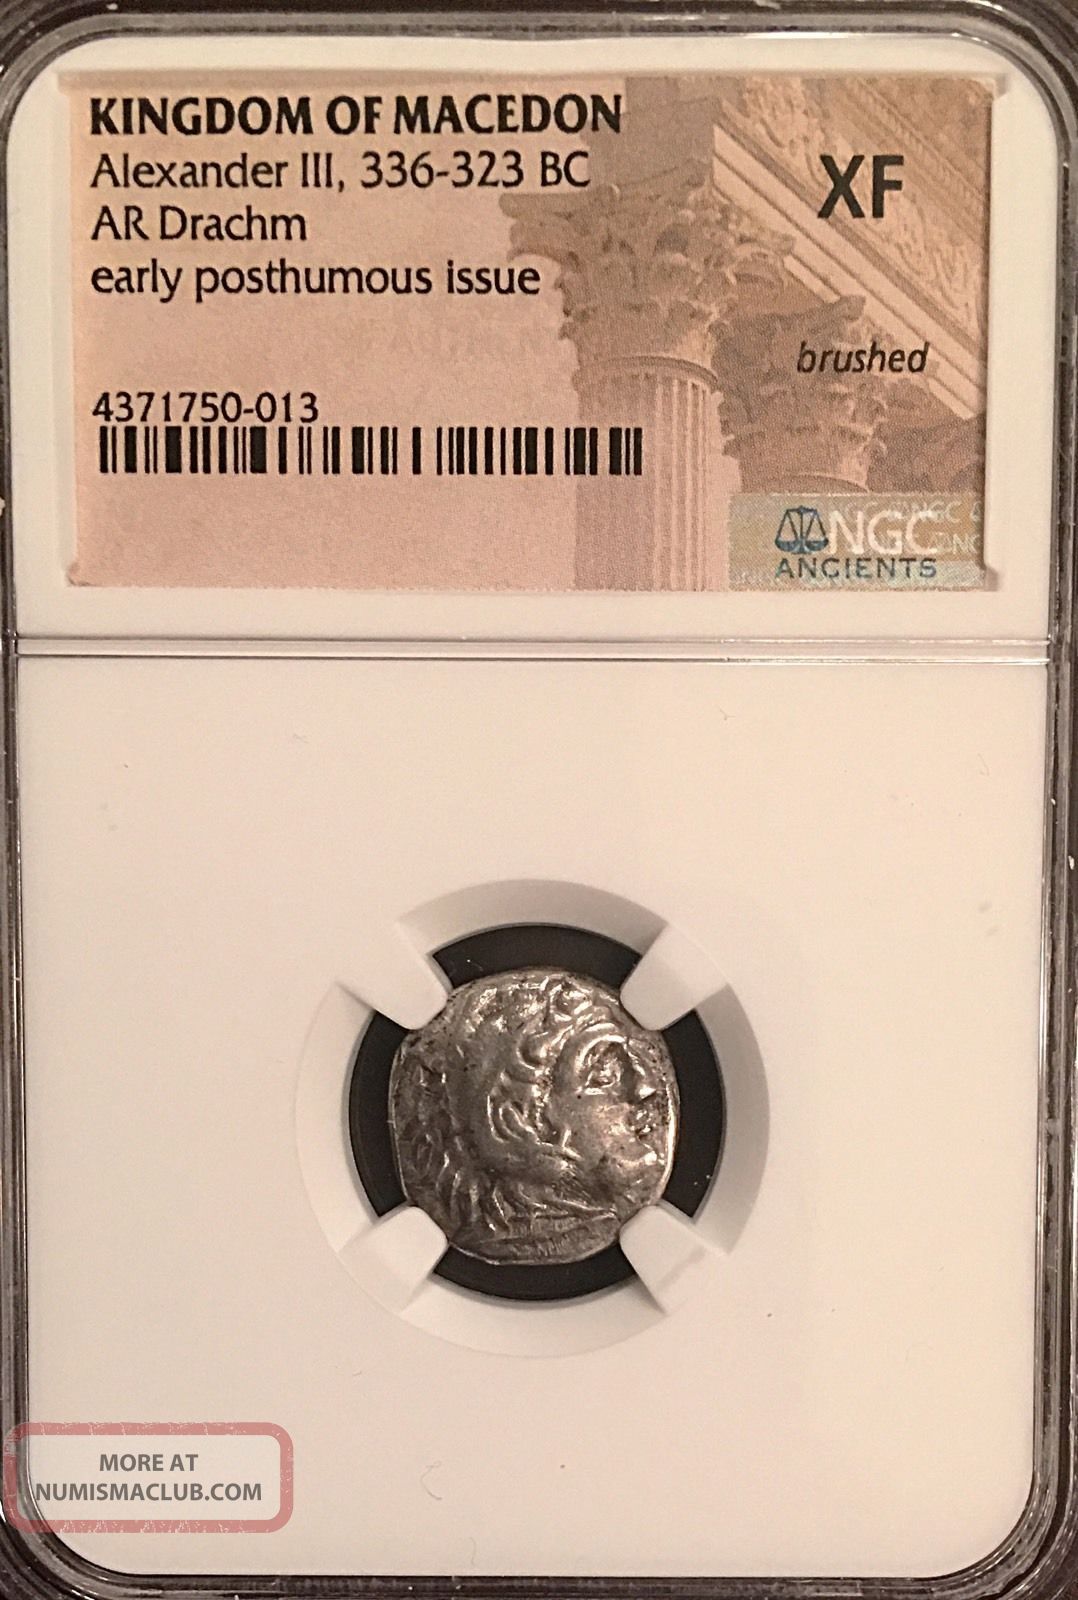 KINGDOM OF MACEDON
Alexander III, 336-323 BC
AR Drachm
early posthumous issue
XF
brushed
4371750-013
NGC
ANCIENTS
MORE AT
NUMISMACLUB.COM